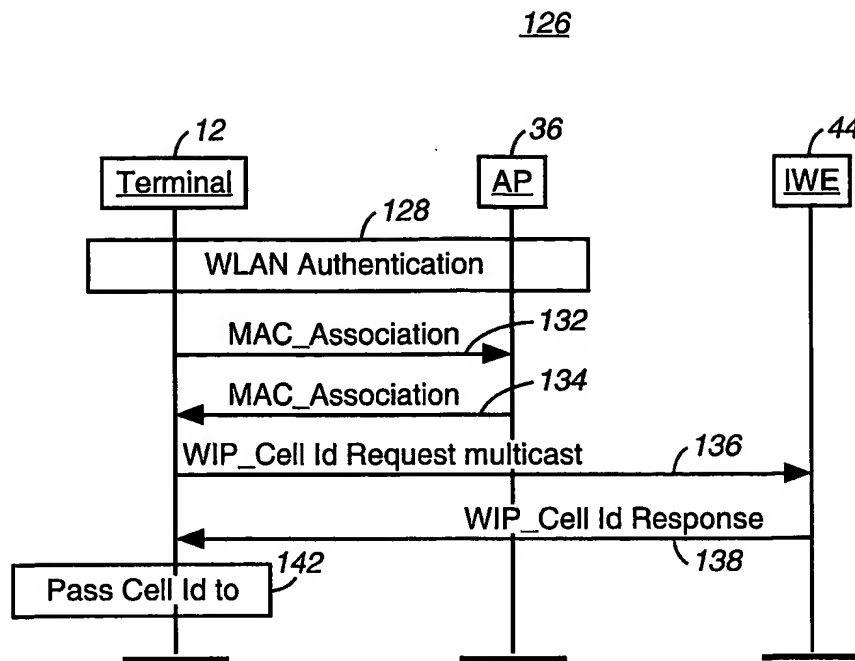 126
12
36
44
Terminal
AP
IWE
128
WLAN Authentication
MAC_Association
132
MAC_Association
134
WIP_Cell Id Request multicast
136
WIP_Cell Id Response
138
Pass Cell Id to
142